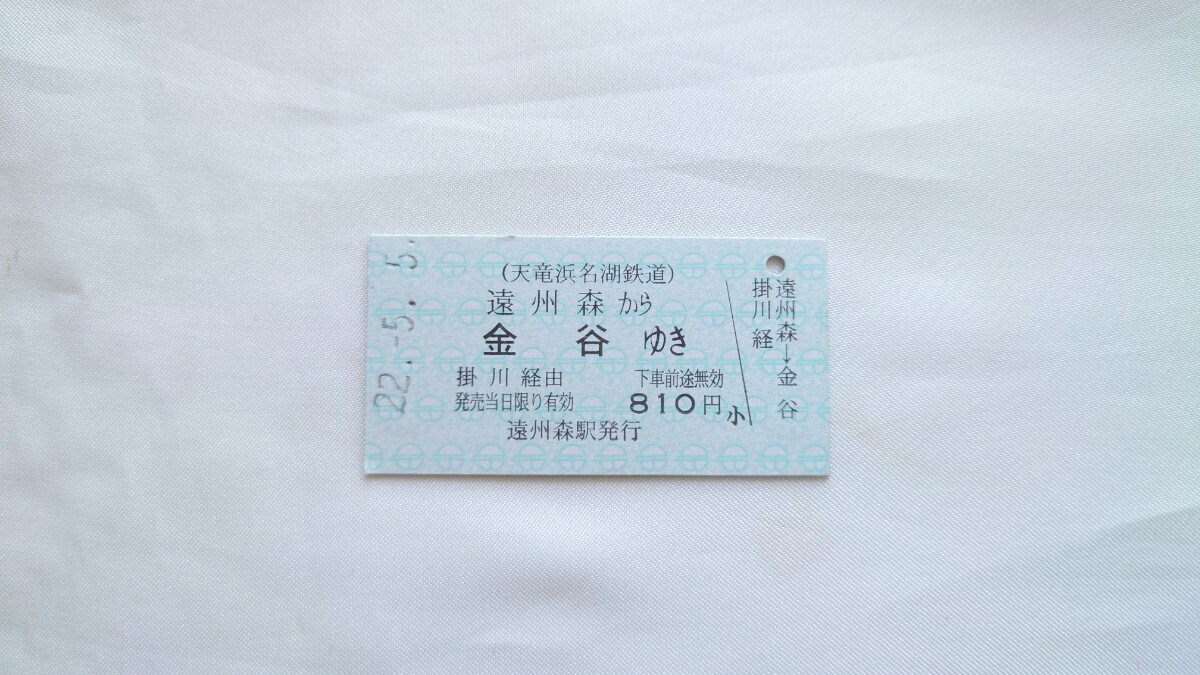 22.-5.-5.
(天竜浜名湖鉄道)
遠州森から
金谷ゆき
掛川経由 下車前途無効
発売当日限り有効 810円
遠州森駅発行
小
遠州森→金谷
掛川経